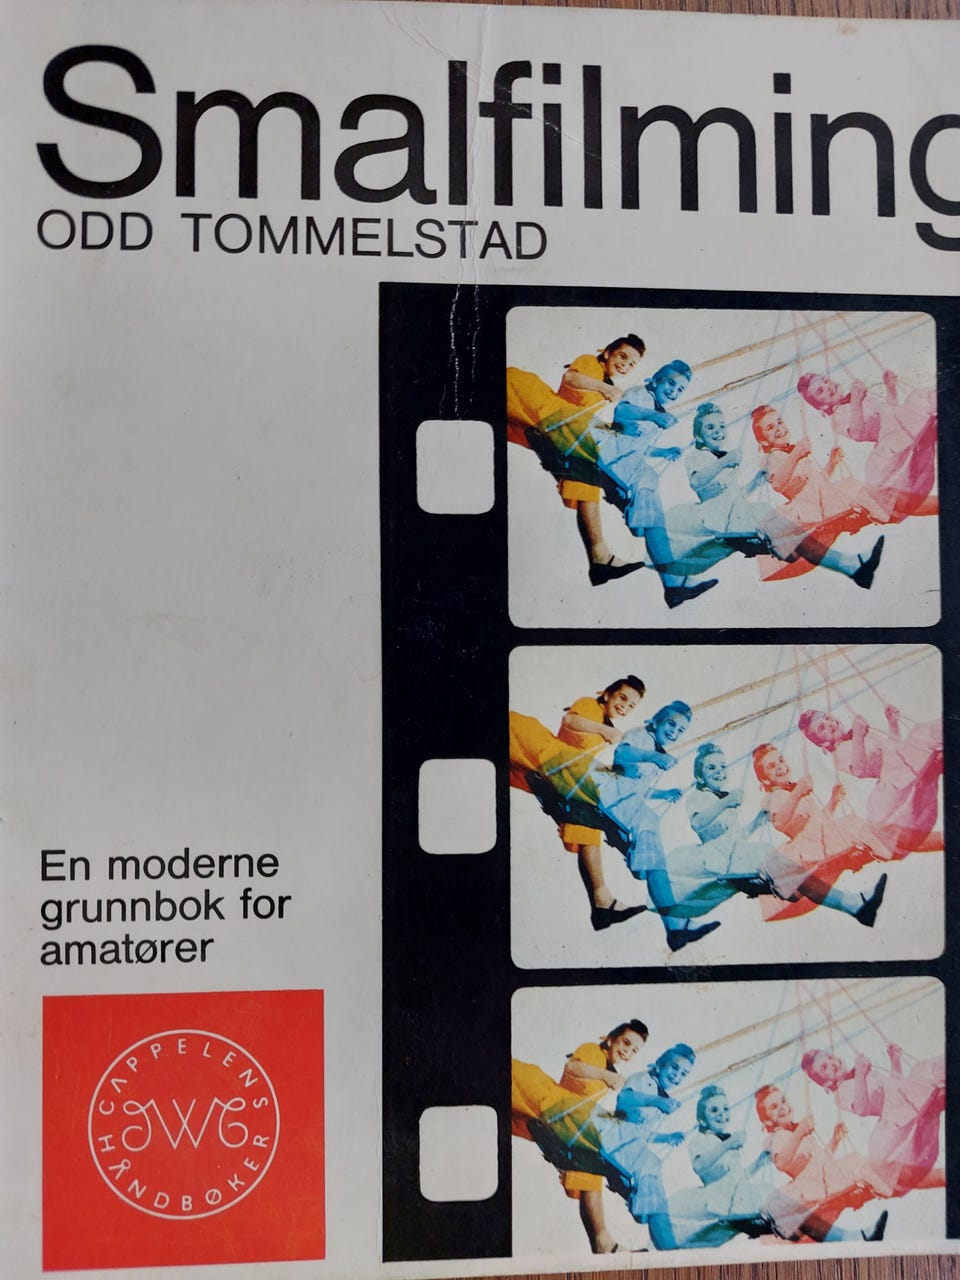 Smalfilming
ODD TOMMELSTAD
En moderne
grunnbok for
amatører
CAPPELENS
HÅNDBØKER